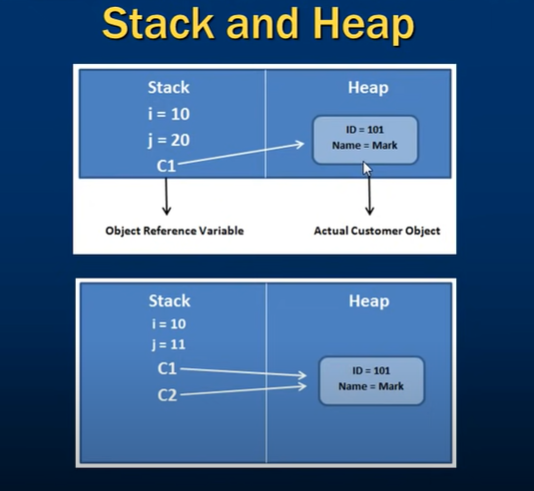 Stack and Heap
Stack
Heap
i = 10
j = 20
C1
ID = 101
Name = Mark
Object Reference Variable
Actual Customer Object
Stack
Heap
i = 10
j = 11
C1
C2
ID = 101
Name = Mark